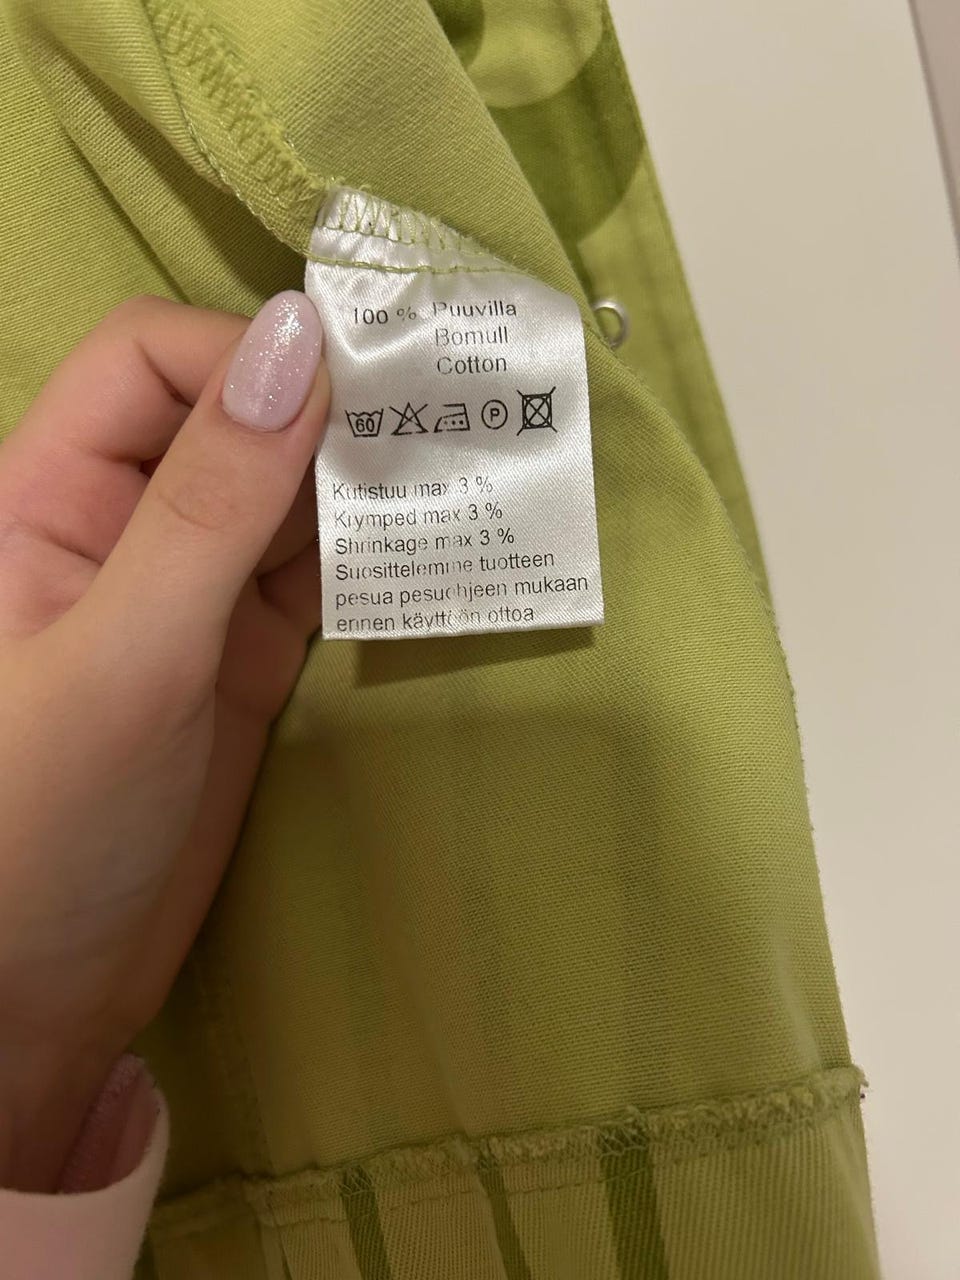 100 % Puuvilla
Bomull
Cotton
60 P
Kutistuu max 3 %
Krymped max 3 %
Shrinkage max 3 %
Suosittelemme tuotteen
pesua pesuohjeen mukaan
ennen käyttöön ottoa